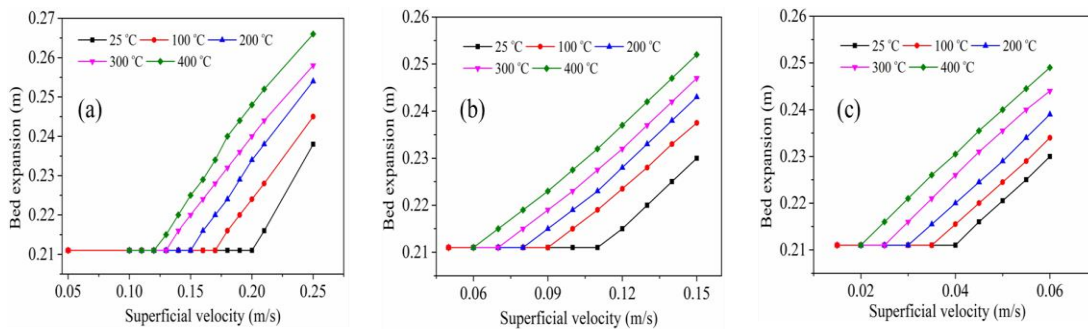 0.27
0.26
0.25
0.24
0.23
0.22
0.21
Bed expansion (m)
25 °C 100 °C 200 °C
300 °C 400 °C
(a)
0.05 0.10 0.15 0.20 0.25
Superficial velocity (m/s)
0.26
0.25
0.24
0.23
0.22
0.21
Bed expansion (m)
25 °C 100 °C 200 °C
300 °C 400 °C
(b)
0.06 0.09 0.12 0.15
Superficial velocity (m/s)
0.26
0.25
0.24
0.23
0.22
0.21
Bed expansion (m)
25 °C 100 °C 200 °C
300 °C 400 °C
(c)
0.02 0.04 0.06
Superficial velocity (m/s)